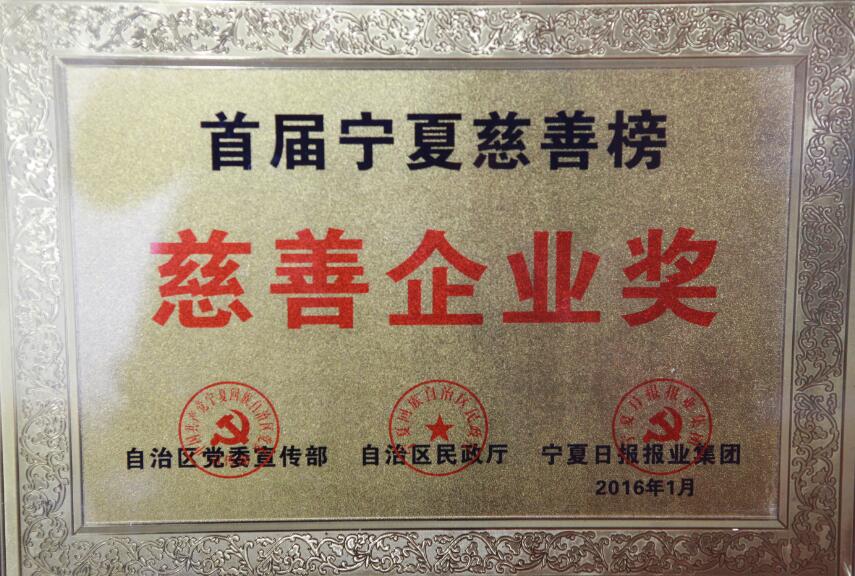 首届宁夏慈善榜
慈善企业奖
自治区党委宣传部 自治区民政厅 宁夏日报报业集团
2016年1月